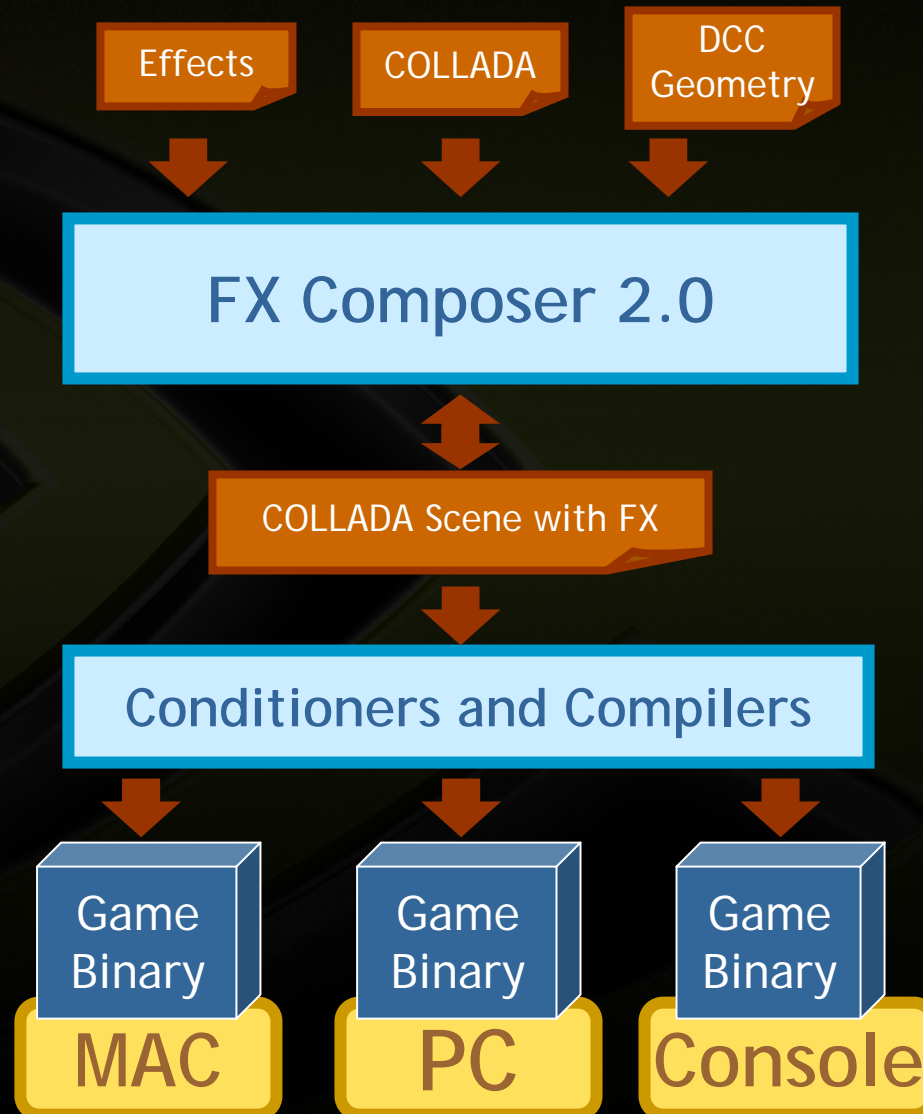 Effects
COLLADA
DCC
Geometry
FX Composer 2.0
COLLADA Scene with FX
Conditioners and Compilers
Game
Binary
Game
Binary
Game
Binary
MAC
PC
Console